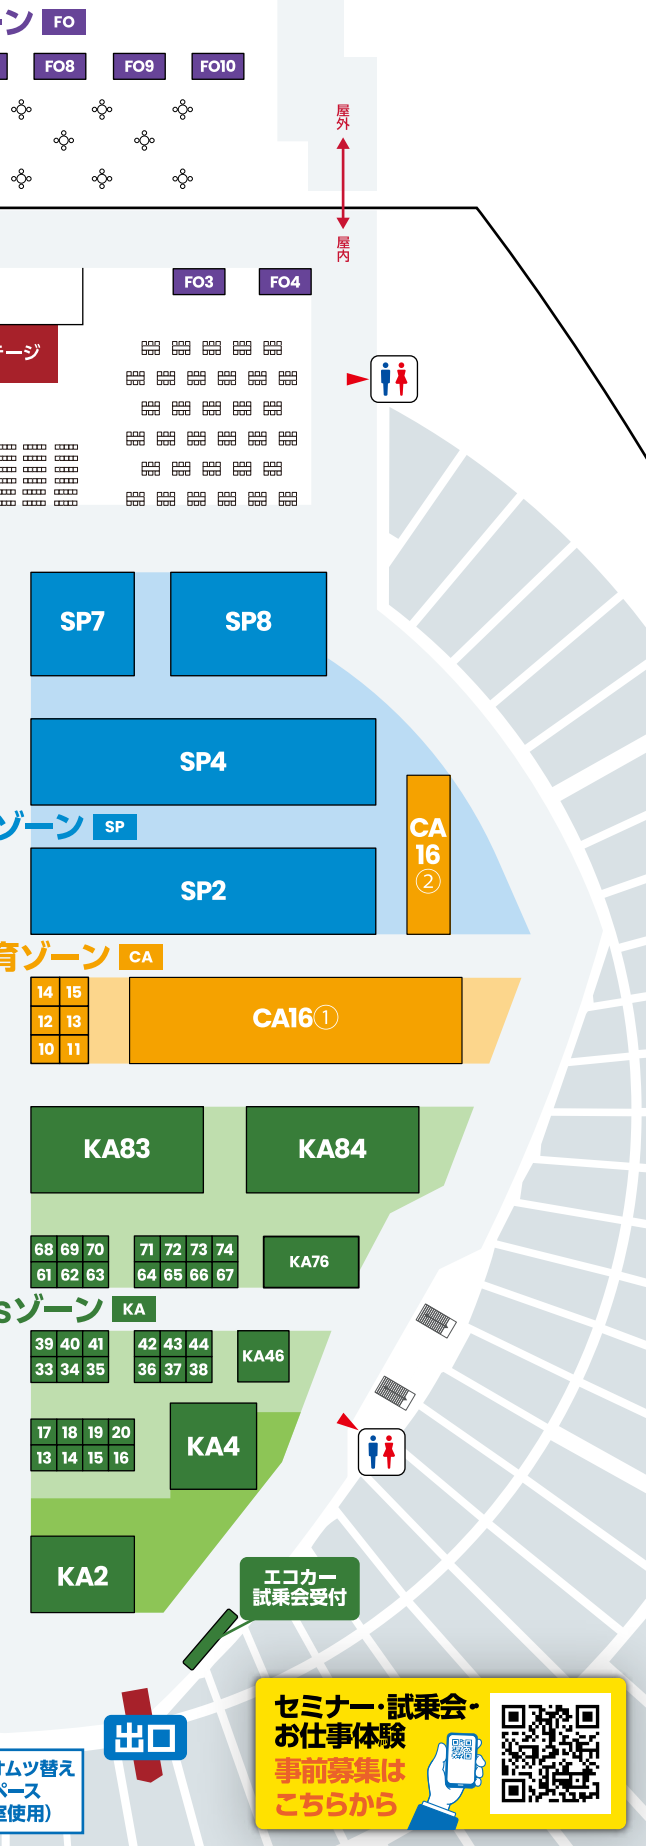 ーン FO
FO8 FO9 FO10
屋外
屋内
FO3 FO4
テージ
SP7 SP8
SP4
CA
16
②
ゾーン SP
SP2
育ゾーン CA
14 15
12 13
10 11
CA16①
KA83 KA84
68 69 70 71 72 73 74
61 62 63 64 65 66 67
KA76
sゾーン KA
39 40 41 42 43 44
33 34 35 36 37 38
KA46
17 18 19 20
13 14 15 16
KA4
KA2
エコカー
試乗会受付
出口
オムツ替え
ペース
室使用）
セミナー・試乗会・
お仕事体験
事前募集は
こちらから